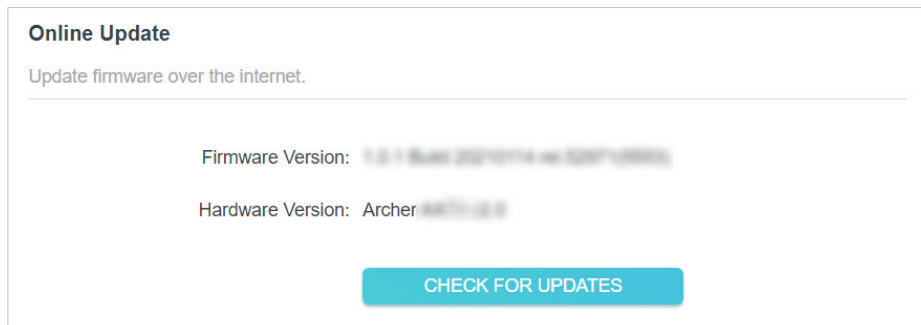 Online Update
Update firmware over the internet.
Firmware Version:
Hardware Version: Archer
CHECK FOR UPDATES